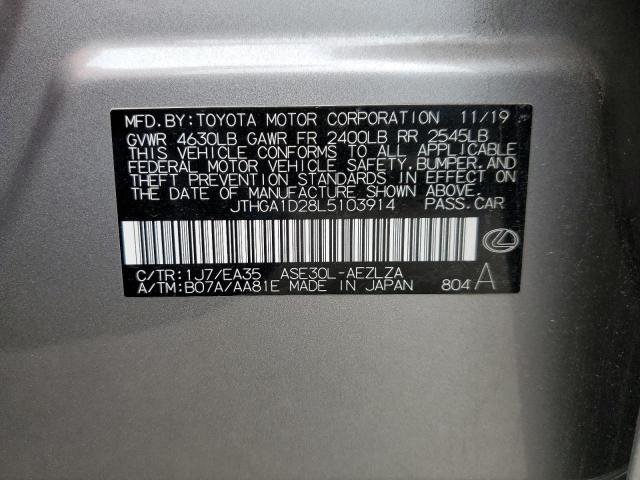 MFD.BY:TOYOTA MOTOR CORPORATION 11/19
GVWR 4630LB GAWR FR 2400LB RR 2545LB
THIS VEHICLE CONFORMS TO ALL APPLICABLE
FEDERAL MOTOR VEHICLE SAFETY,BUMPER,AND
THEFT PREVENTION STANDARDS IN EFFECT ON
THE DATE OF MANUFACTURE SHOWN ABOVE.
JTHGA1D28L5103914 PASS.CAR
C/TR:1J7/EA35 ASE30L-AEZLZA
A/TM:B07A/AA81E MADE IN JAPAN 804 A